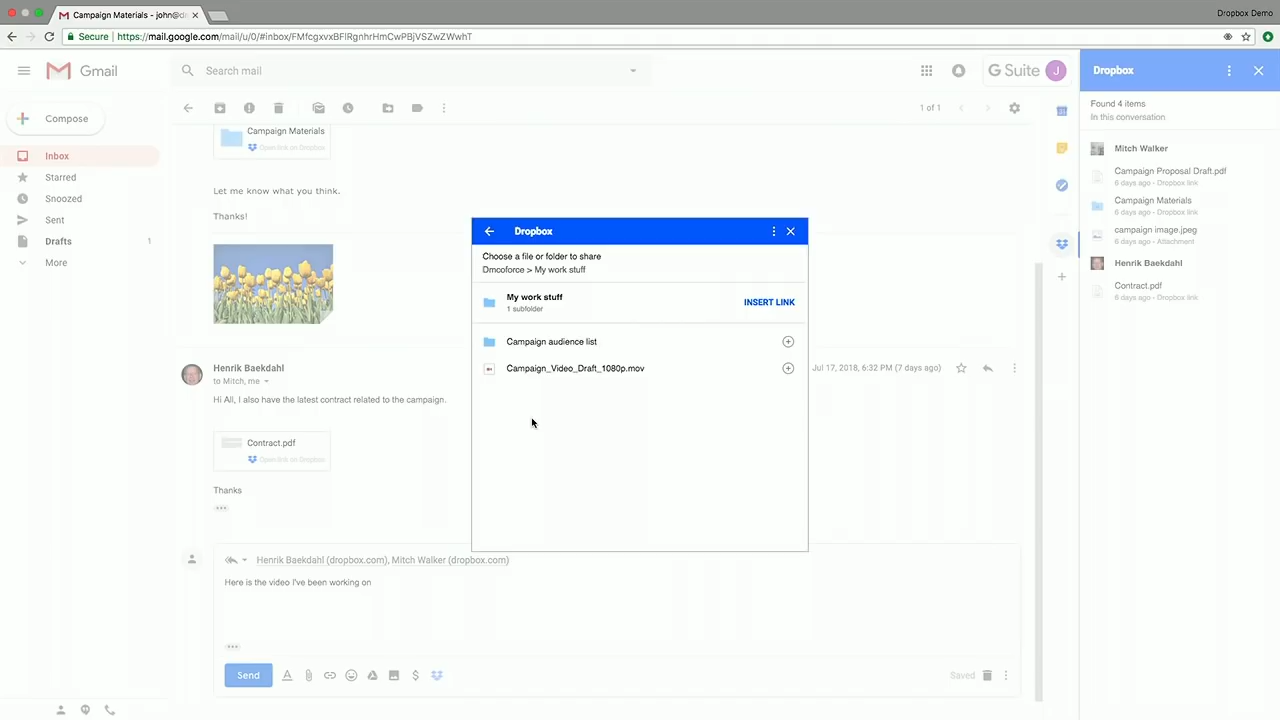 Campaign Materials - john@d
Dropbox Demo
Secure
https://mail.google.com/mail/u/0/#inbox/FMfcgxvxBFlRgnhrHmCwPBjVSZwZWwhT
Gmail
Search mail
G Suite
J
Compose
1 of 1
Inbox
Starred
Snoozed
Sent
Drafts
1
More
Campaign Materials
Open link on Dropbox
Let me know what you think.
Thanks!
Henrik Baekdahl
to Mitch, me
Jul 17, 2018, 6:32 PM (7 days ago)
Hi All, I also have the latest contract related to the campaign.
Contract.pdf
Open link on Dropbox
Thanks
Henrik Baekdahl (dropbox.com), Mitch Walker (dropbox.com)
Here is the video I've been working on
Send
Saved
Dropbox
Choose a file or folder to share
Dmcoforce > My work stuff
My work stuff
1 subfolder
INSERT LINK
Campaign audience list
Campaign_Video_Draft_1080p.mov
Dropbox
Found 4 items
In this conversation
Mitch Walker
Campaign Proposal Draft.pdf
6 days ago - Dropbox link
Campaign Materials
6 days ago - Dropbox link
campaign image.jpeg
6 days ago - Attachment
Henrik Baekdahl
Contract.pdf
6 days ago - Dropbox link